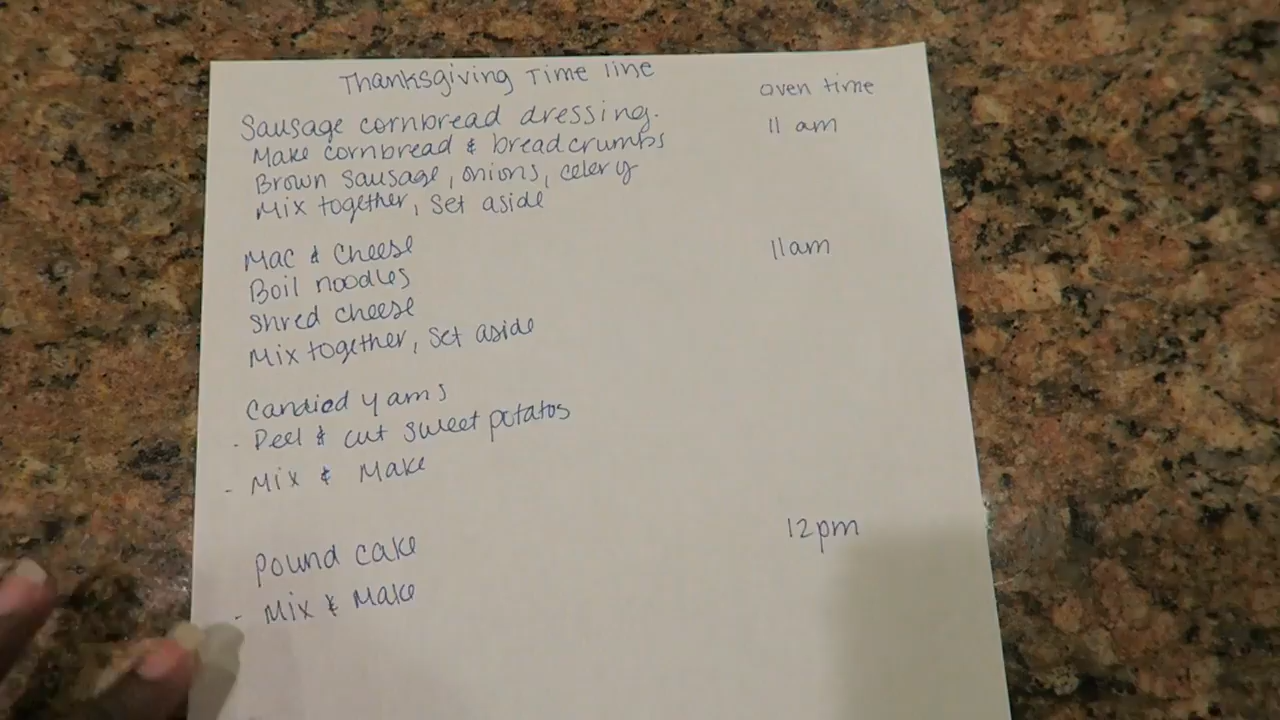 Thanksgiving Time line
oven time
Sausage cornbread dressing.
11 am
Make cornbread & breadcrumbs
Brown sausage, onions, celery
Mix together, set aside
Mac & Cheese
11am
Boil noodles
Shred cheese
Mix together, set aside
Candied yams
- Peel & cut sweet potatos
- Mix & Make
Pound cake
12pm
- Mix & Make